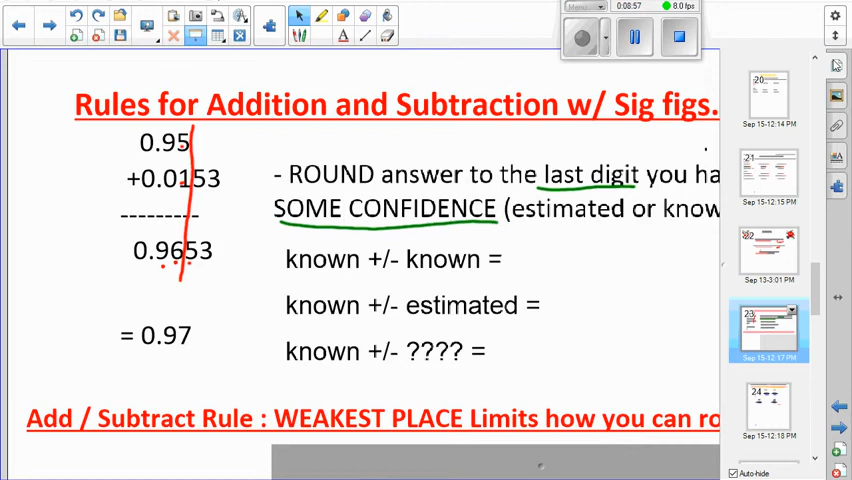 Menu
00:08:57
8.0 fps
Rules for Addition and Subtraction w/ Sig figs.
0.95
+0.0153
---------
0.9653
= 0.97
- ROUND answer to the last digit you ha
SOME CONFIDENCE (estimated or know
known +/- known =
known +/- estimated =
known +/- ???? =
Add / Subtract Rule : WEAKEST PLACE Limits how you can ro
20
Sep 15-12:14 PM
21
Sep 15-12:15 PM
22
Sep 13-3:01 PM
23
Sep 15-12:17 PM
24
Sep 15-12:18 PM
Auto-hide